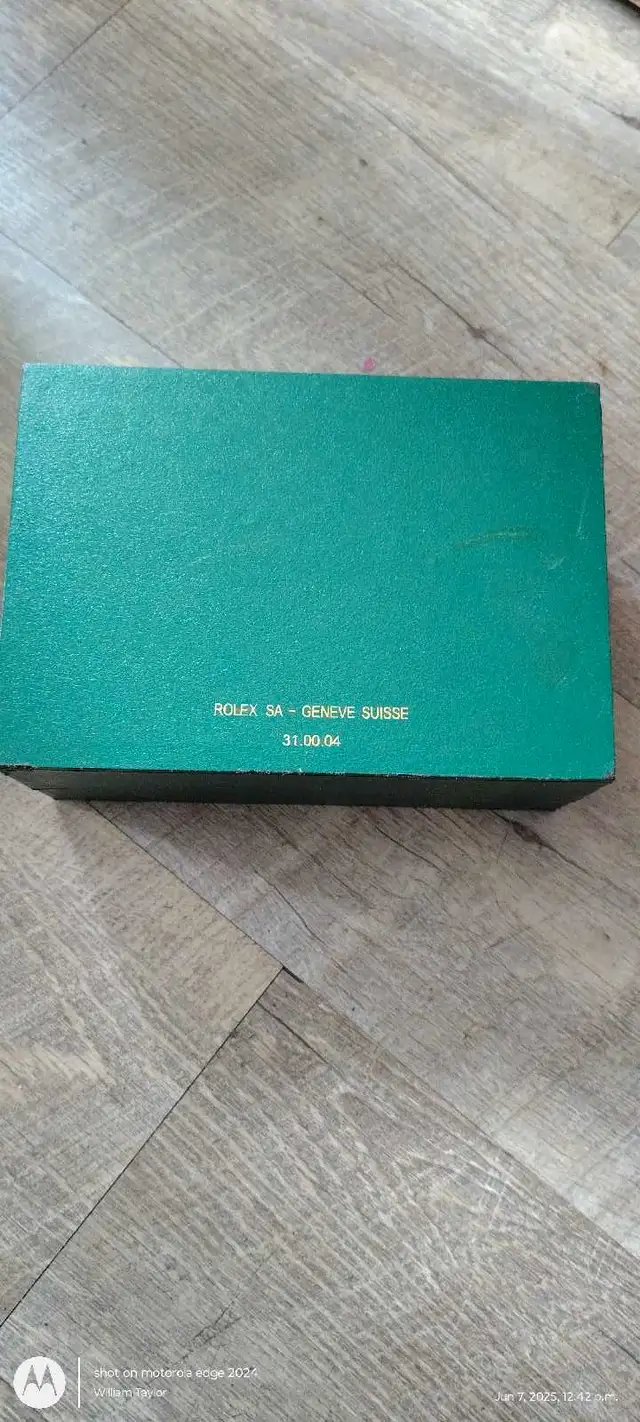 ROLEX SA - GENEVE SUISSE
31.00.04
shot on motorola edge 2024
William Taylor
Jun 7, 2025, 12:42 p.m.